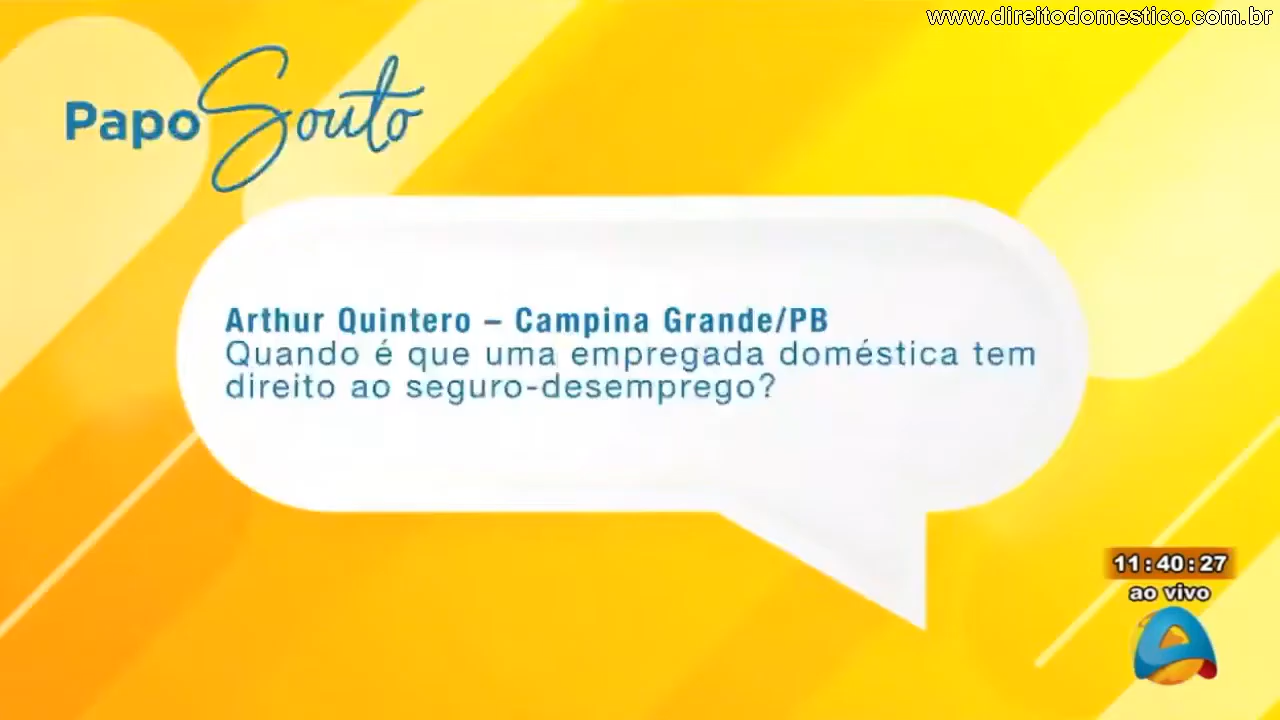 www.direitodomestico.com.br
Papo Souto
Arthur Quintero – Campina Grande/PB
Quando é que uma empregada doméstica tem
direito ao seguro-desemprego?
11:40:27
ao vivo